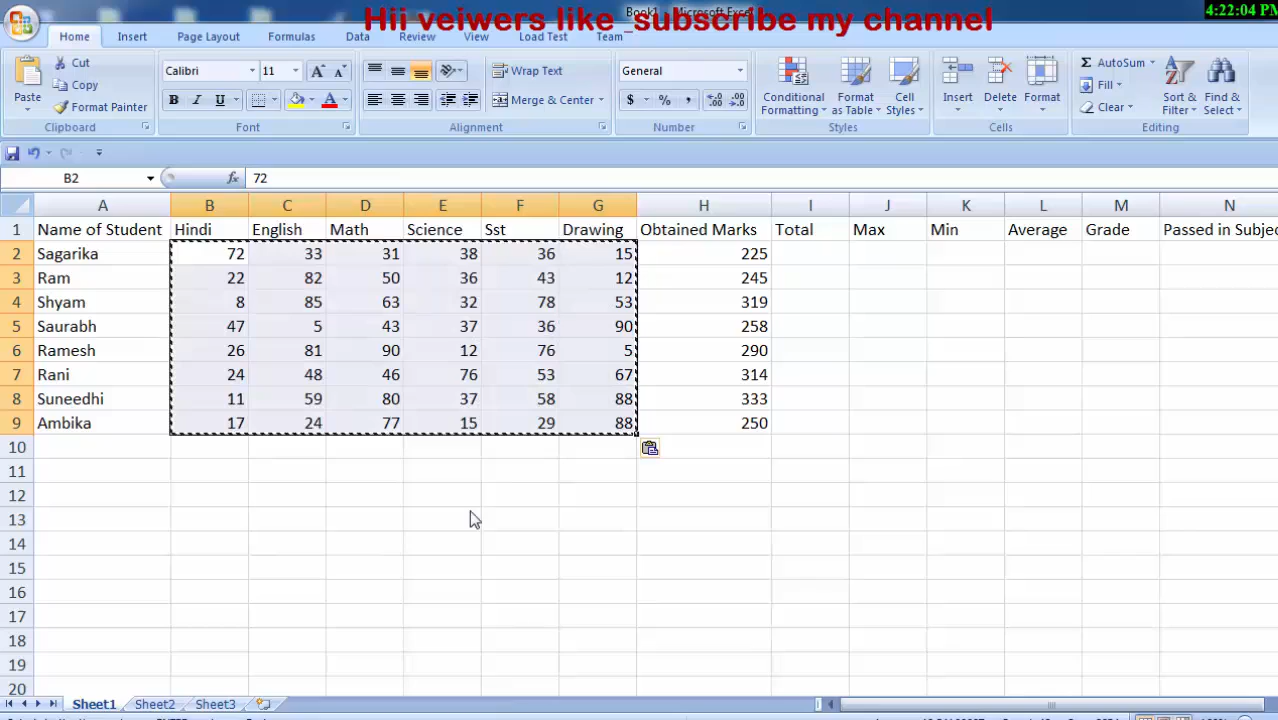 Book1 - Microsoft Excel
Hii veiwers like _subscribe my channel
4:22:04 PM
Home Insert Page Layout Formulas Data Review View Load Test Team
Paste
Cut
Copy
Format Painter
Clipboard
Calibri 11
B I U A
Font
Wrap Text
Merge & Center
Alignment
General
$ % ,
Number
Conditional Formatting
Format as Table
Cell Styles
Styles
Insert Delete Format
Cells
Σ AutoSum
Fill
Clear
Sort & Filter
Find & Select
Editing
B2 fx 72
A B C D E F G H I J K L M N
1 Name of Student Hindi English Math Science Sst Drawing Obtained Marks Total Max Min Average Grade Passed in Subjec
2 Sagarika 72 33 31 38 36 15 225
3 Ram 22 82 50 36 43 12 245
4 Shyam 8 85 63 32 78 53 319
5 Saurabh 47 5 43 37 36 90 258
6 Ramesh 26 81 90 12 76 5 290
7 Rani 24 48 46 76 53 67 314
8 Suneedhi 11 59 80 37 58 88 333
9 Ambika 17 24 77 15 29 88 250
10
11
12
13
14
15
16
17
18
19
20
Sheet1 Sheet2 Sheet3